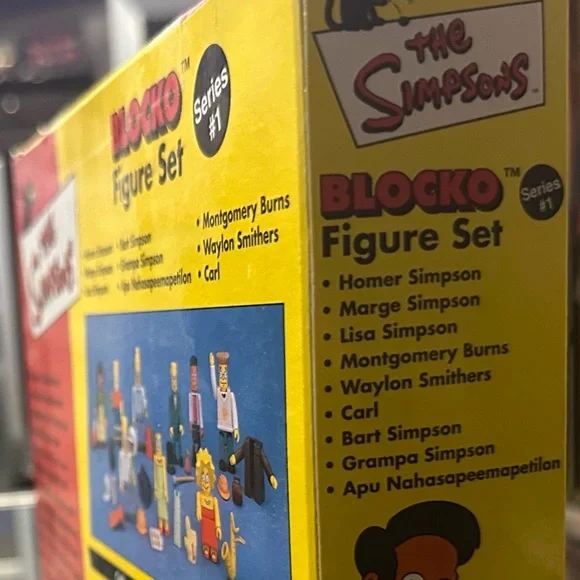 THE
SIMPSONS™
BLOCKO™
Series
#1
Figure Set
• Homer Simpson
• Marge Simpson
• Lisa Simpson
• Montgomery Burns
• Waylon Smithers
• Carl
• Bart Simpson
• Grampa Simpson
• Apu Nahasapeemapetilon
BLOCKO™
Series
#1
Figure Set
• Bart Simpson
• Grampa Simpson
• Apu Nahasapeemapetilon
• Montgomery Burns
• Waylon Smithers
• Carl
THE
Simpsons